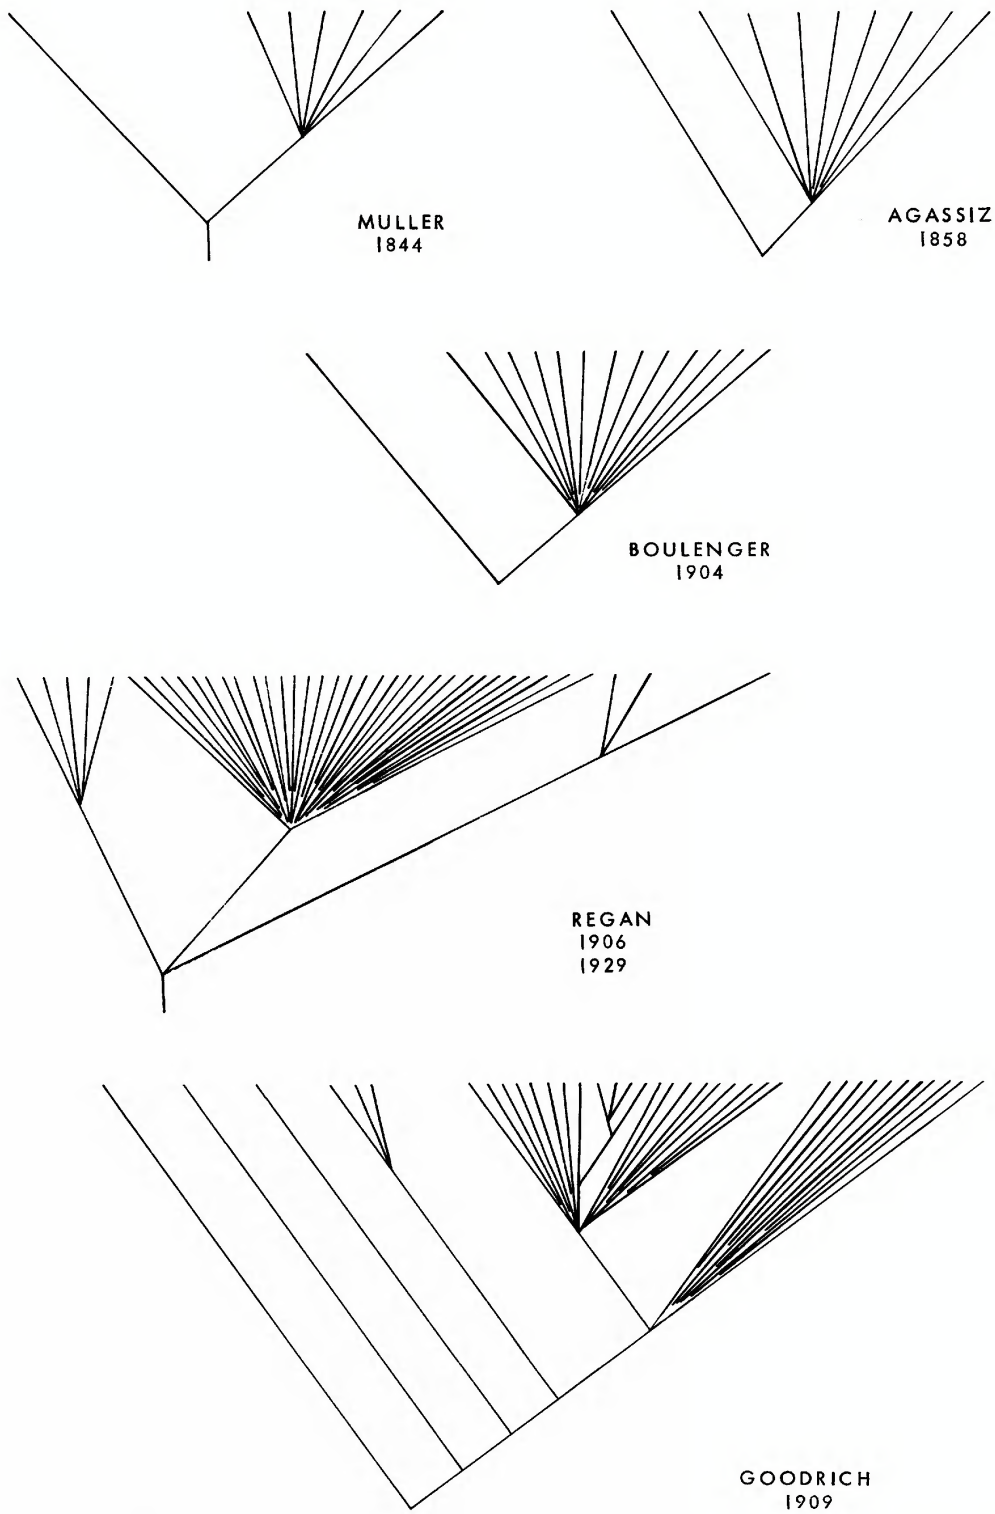 MULLER
1844
AGASSIZ
1858
BOULENGER
1904
REGAN
1906
1929
GOODRICH
1909